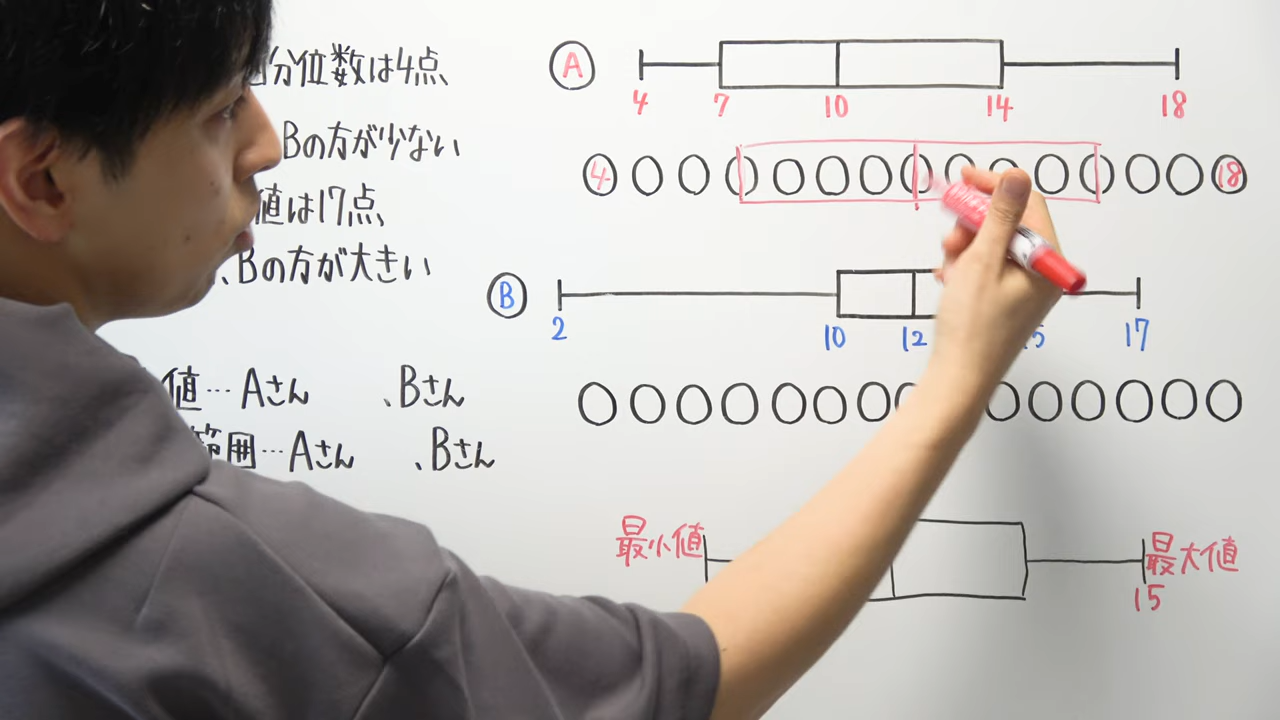 分位数は4点
Bの方が少ない
値は17点
、Bの方が大きい
値…Aさん 、Bさん
範囲…Aさん 、Bさん
A
4 7 10 14 18
4 18
B
2 10 12 5 17
最小値 最大値
15